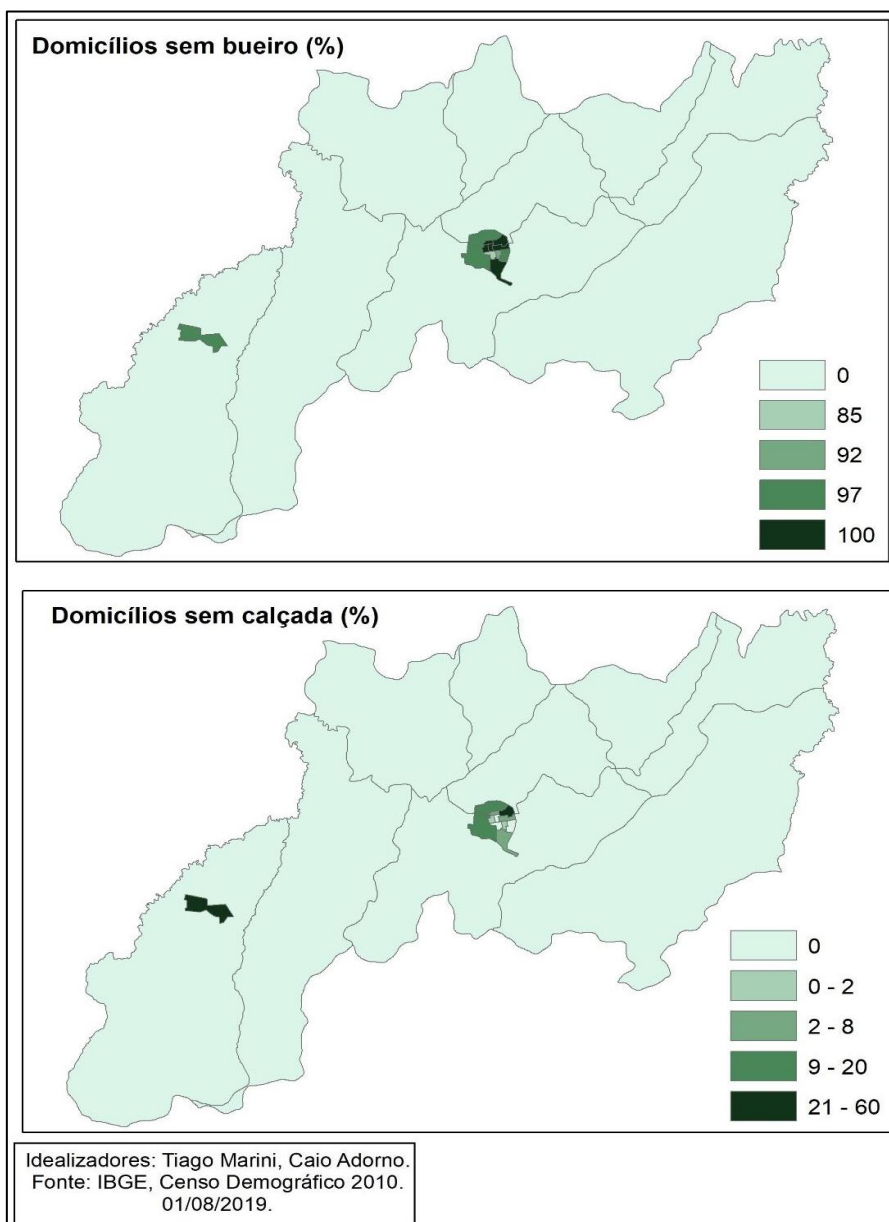 Domicílios sem bueiro (%)
0
85
92
97
100
Domicílios sem calçada (%)
0
0 - 2
2 - 8
9 - 20
21 - 60
Idealizadores: Tiago Marini, Caio Adorno.
Fonte: IBGE, Censo Demográfico 2010.
01/08/2019.